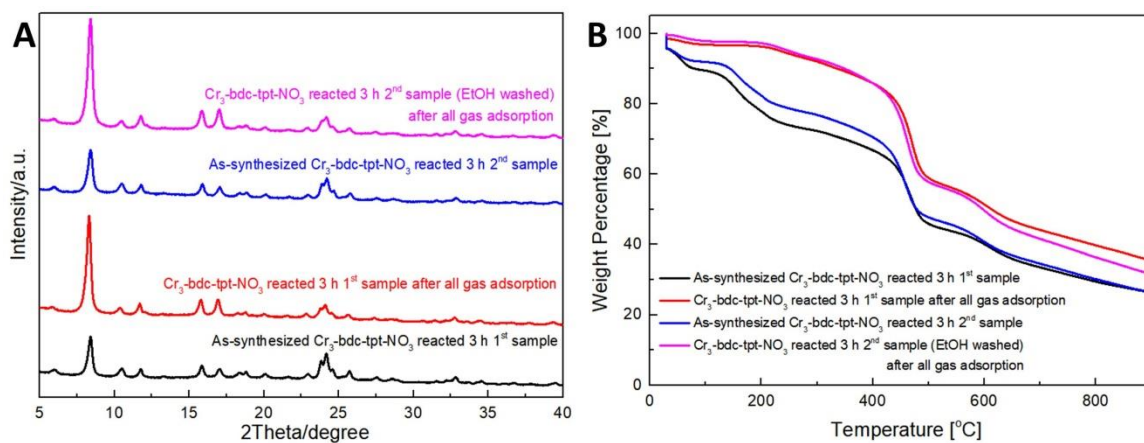 A
Cr₃-bdc-tpt-NO₃ reacted 3 h 2ⁿᵈ sample (EtOH washed)
after all gas adsorption
As-synthesized Cr₃-bdc-tpt-NO₃ reacted 3 h 2ⁿᵈ sample
Cr₃-bdc-tpt-NO₃ reacted 3 h 1ˢᵗ sample after all gas adsorption
As-synthesized Cr₃-bdc-tpt-NO₃ reacted 3 h 1ˢᵗ sample
Intensity/a.u.
5 10 15 20 25 30 35 40
2Theta/degree
B
100
90
80
70
60
50
40
30
20
10
0
Weight Percentage [%]
As-synthesized Cr₃-bdc-tpt-NO₃ reacted 3 h 1ˢᵗ sample
Cr₃-bdc-tpt-NO₃ reacted 3 h 1ˢᵗ sample after all gas adsorption
As-synthesized Cr₃-bdc-tpt-NO₃ reacted 3 h 2ⁿᵈ sample
Cr₃-bdc-tpt-NO₃ reacted 3 h 2ⁿᵈ sample (EtOH washed)
after all gas adsorption
0 200 400 600 800
Temperature [°C]